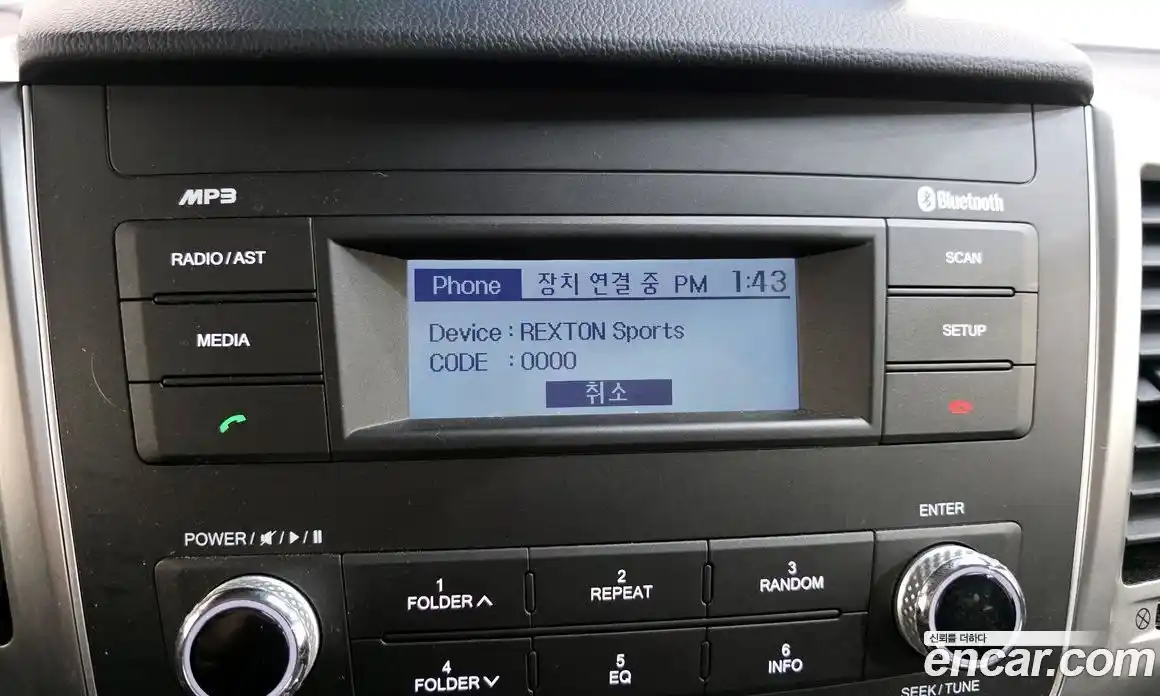 MP3
Bluetooth
RADIO/AST
SCAN
Phone 장치 연결 중 PM 1:43
Device : REXTON Sports
CODE : 0000
취소
MEDIA
SETUP
POWER /
ENTER
1
FOLDER
2
REPEAT
3
RANDOM
4
FOLDER
5
EQ
6
INFO
SEEK/TUNE
신뢰를 더하다
encar.com